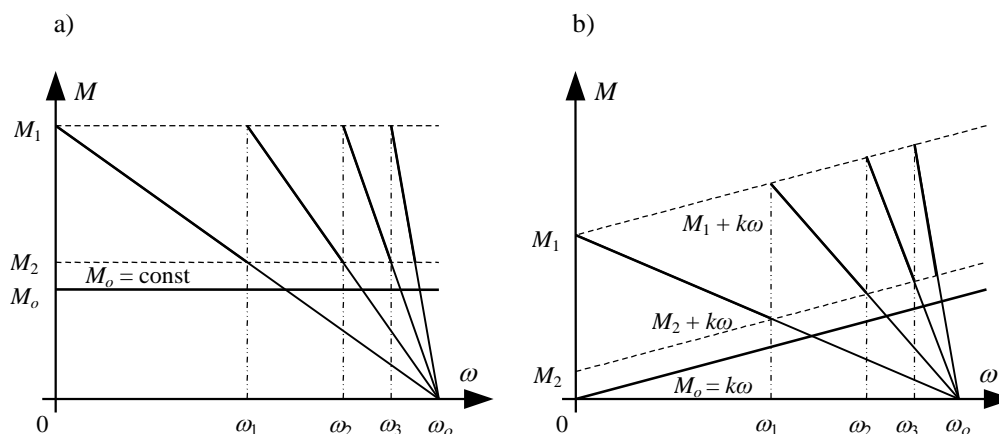 a)
b)
M
M
M₁
M₂
Mₒ = const
Mₒ
ω
0
ω₁
ω₂
ω₃
ωₒ
M₁
M₁ + kω
M₂ + kω
M₂
Mₒ = kω
ω
0
ω₁
ω₂
ω₃
ωₒ